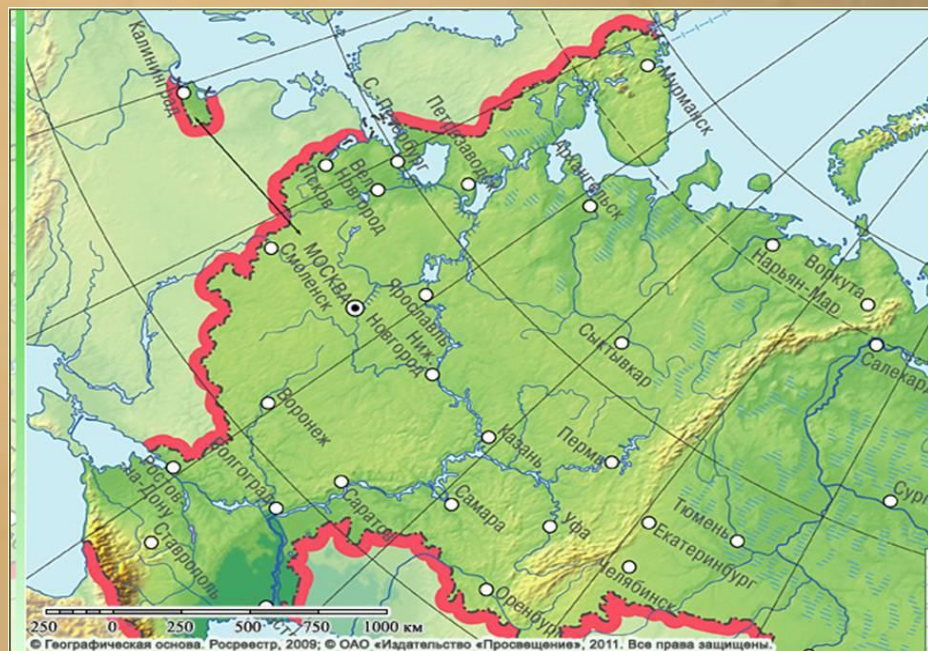 Калининград
С.-Петербург
Петрозаводск
Мурманск
Архангельск
Псков
Вел.
Новгород
Смоленск
МОСКВА
Ярославль
Ниж.
Новгород
Нарьян-Мар
Воркута
Салехард
Сыктывкар
Воронеж
Казань
Пермь
Ростов-
на-Дону
Волгоград
Саратов
Самара
Уфа
Тюмень
Екатеринбург
Сург
Ставрополь
Челябинск
Оренбург
250 0 250 500 750 1000 км
© Географическая основа. Росреестр, 2009; © ОАО «Издательство «Просвещение», 2011. Все права защищены.